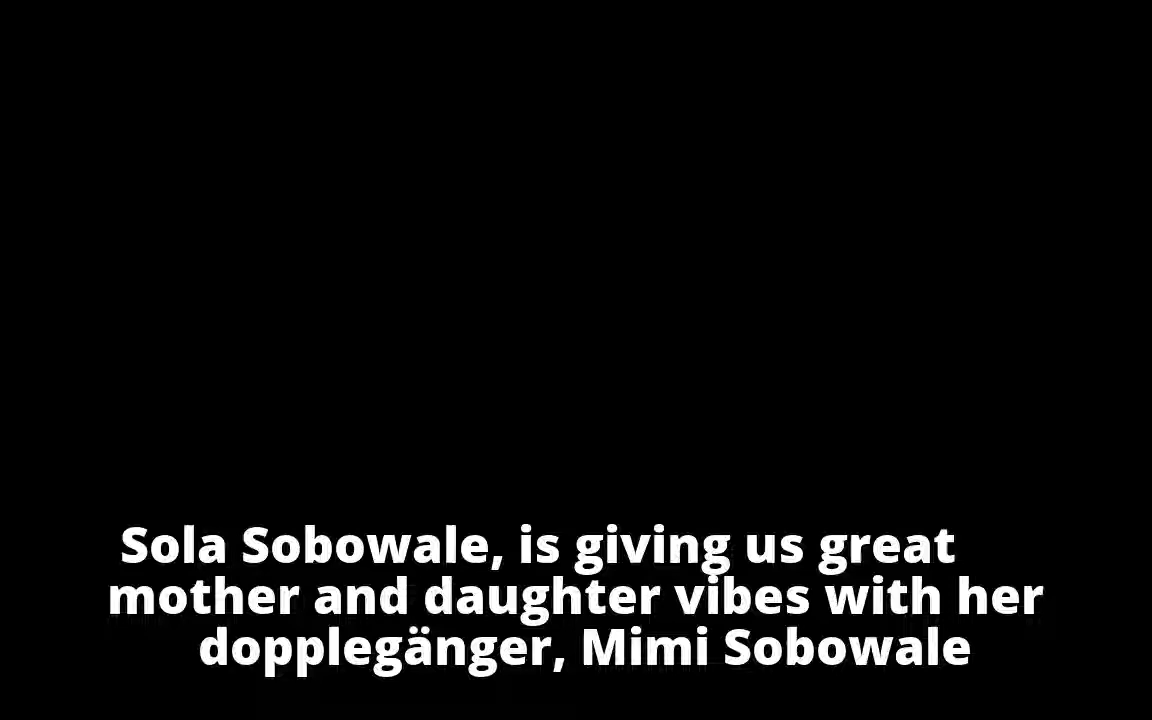 Sola Sobowale, is giving us great
mother and daughter vibes with her
dopplegänger, Mimi Sobowale